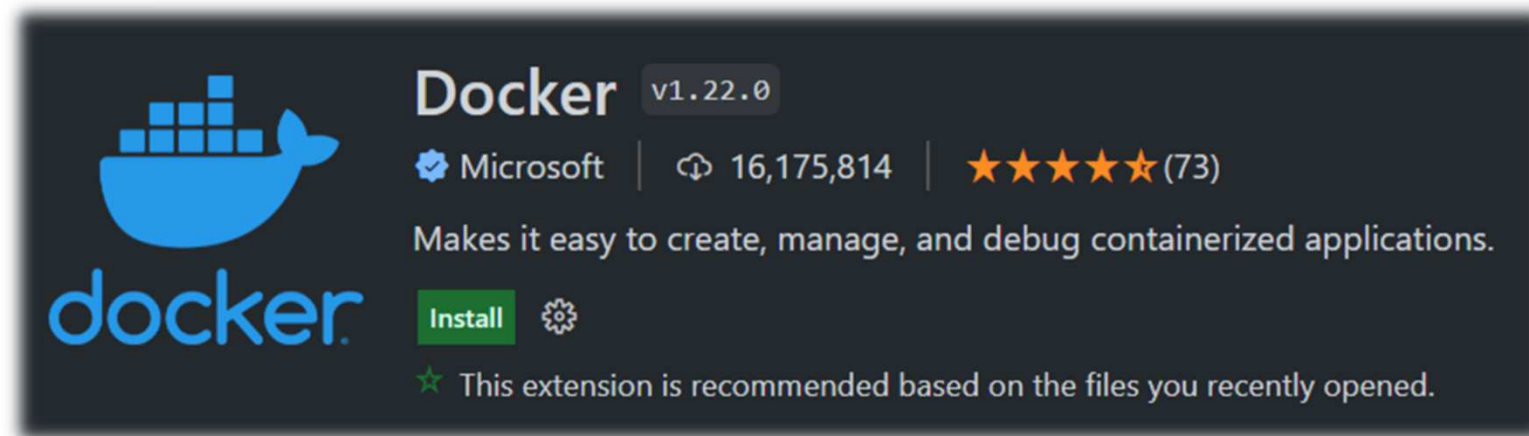 docker
Docker v1.22.0
Microsoft 16,175,814 (73)
Makes it easy to create, manage, and debug containerized applications.
Install
This extension is recommended based on the files you recently opened.